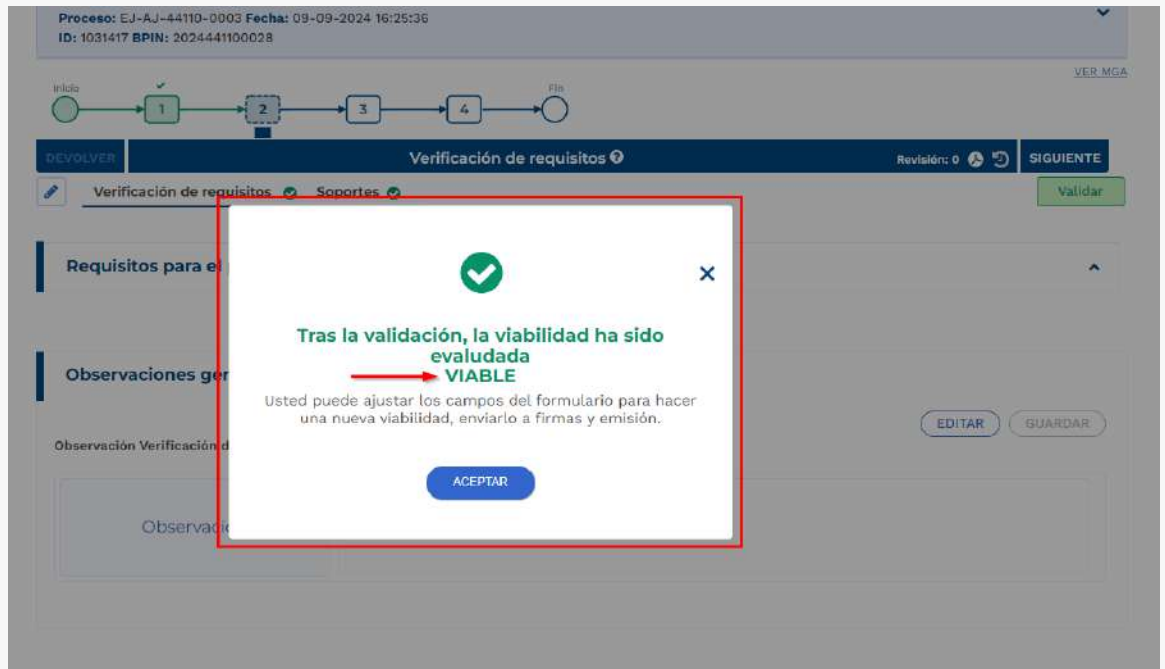 Proceso: EJ-AJ-44110-0003 Fecha: 09-09-2024 16:25:36
ID: 1031417 BPIN: 2024441100028
VER MGA
Inicio
Fin
1
2
3
4
DEVOLVER
Verificación de requisitos
Revisión: 0
SIGUIENTE
Verificación de requisitos
Soportes
Validar
Requisitos para el
Tras la validación, la viabilidad ha sido
evaludada
VIABLE
Usted puede ajustar los campos del formulario para hacer
una nueva viabilidad, enviarlo a firmas y emisión.
ACEPTAR
Observaciones ger
EDITAR
GUARDAR
Observación Verificación d
Observacio